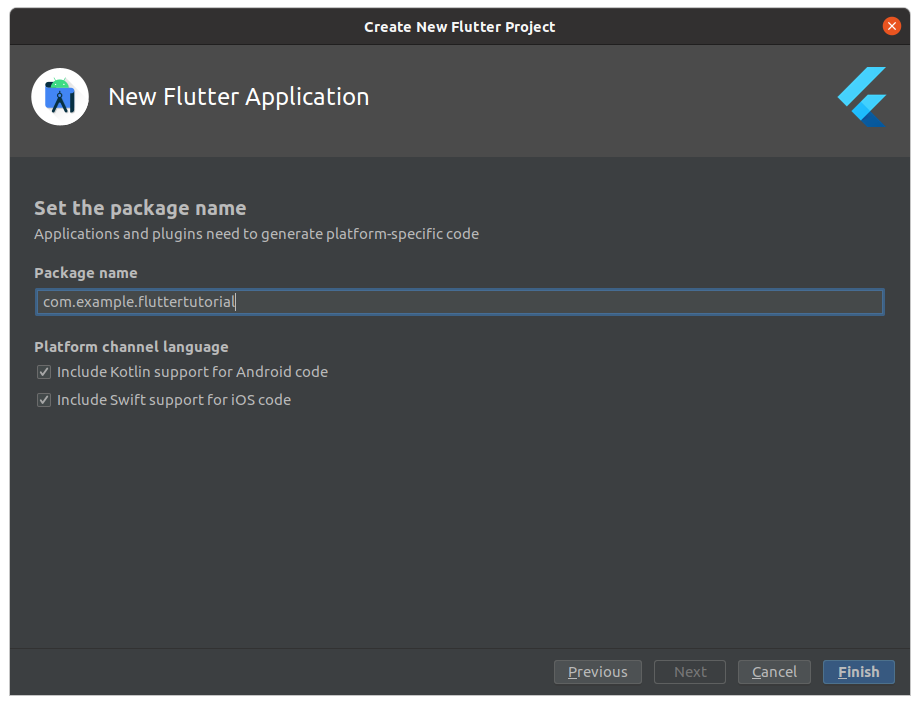 Create New Flutter Project
New Flutter Application
Set the package name
Applications and plugins need to generate platform-specific code
Package name
com.example.fluttertutorial
Platform channel language
Include Kotlin support for Android code
Include Swift support for iOS code
Previous Next Cancel Finish